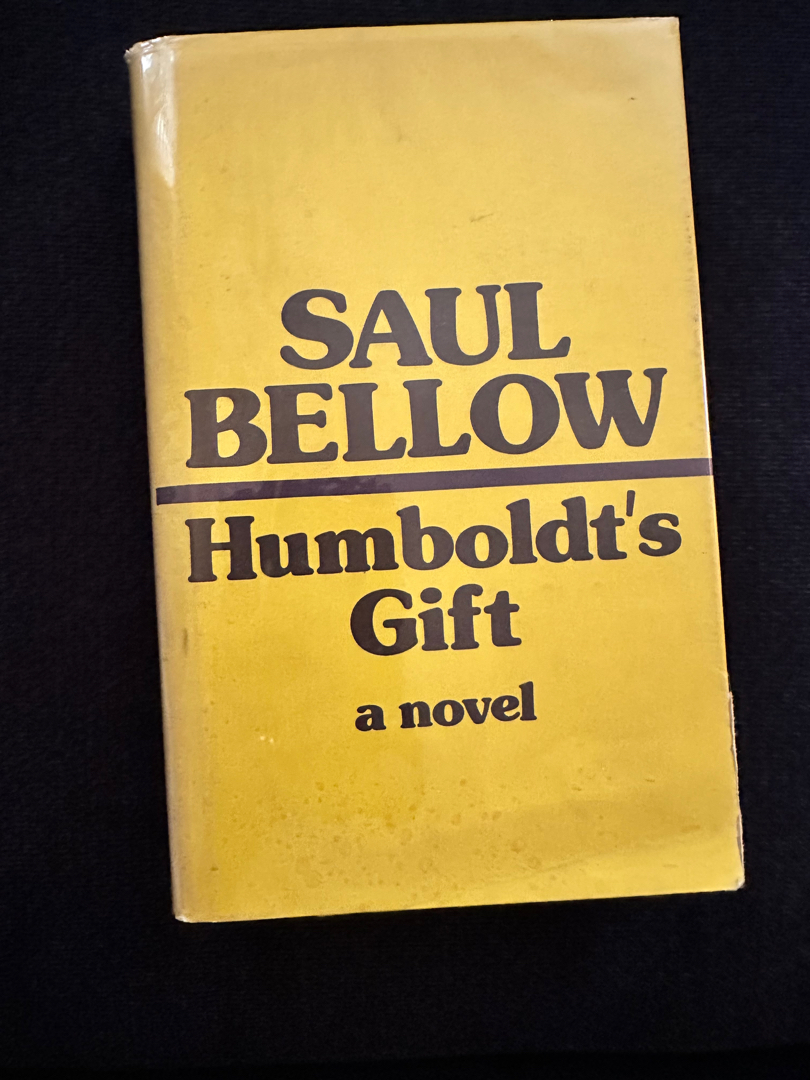 SAUL
BELLOW
Humboldt's
Gift
a novel